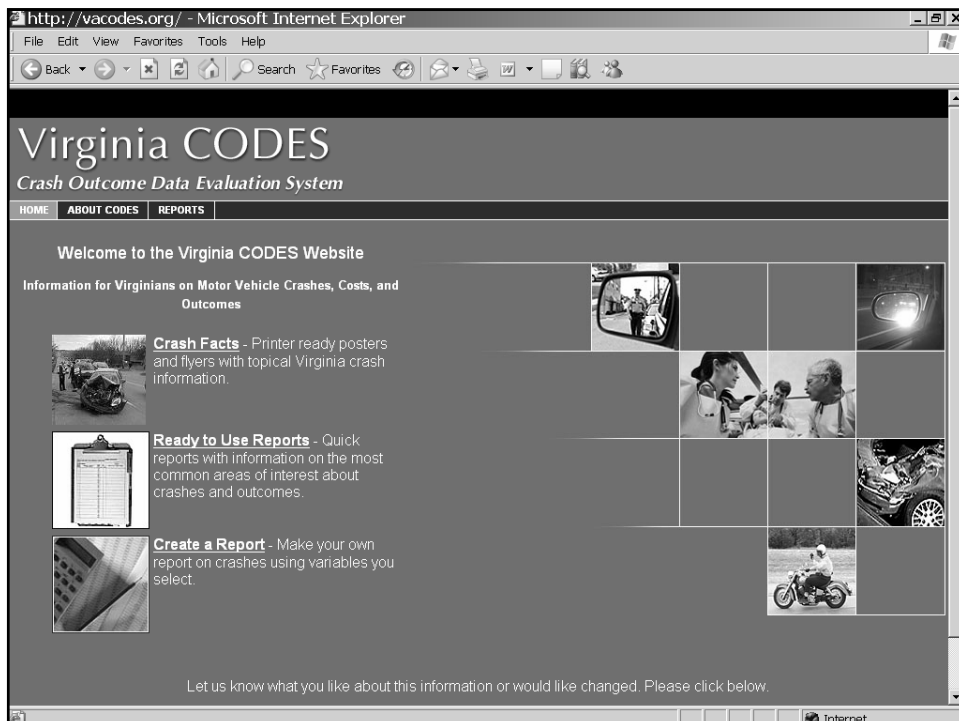 http://vacodes.org/ - Microsoft Internet Explorer
File Edit View Favorites Tools Help
Back Search Favorites
Virginia CODES
Crash Outcome Data Evaluation System
HOME ABOUT CODES REPORTS
Welcome to the Virginia CODES Website
Information for Virginians on Motor Vehicle Crashes, Costs, and
Outcomes
Crash Facts - Printer ready posters
and flyers with topical Virginia crash
information.
Ready to Use Reports - Quick
reports with information on the most
common areas of interest about
crashes and outcomes.
Create a Report - Make your own
report on crashes using variables you
select.
Let us know what you like about this information or would like changed. Please click below.
Internet